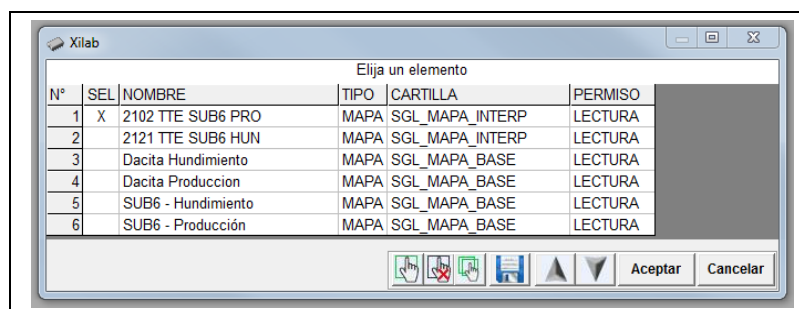 Xilab
Elija un elemento
N° SEL NOMBRE TIPO CARTILLA PERMISO
1 X 2102 TTE SUB6 PRO MAPA SGL_MAPA_INTERP LECTURA
2 2121 TTE SUB6 HUN MAPA SGL_MAPA_INTERP LECTURA
3 Dacita Hundimiento MAPA SGL_MAPA_BASE LECTURA
4 Dacita Produccion MAPA SGL_MAPA_BASE LECTURA
5 SUB6 - Hundimiento MAPA SGL_MAPA_BASE LECTURA
6 SUB6 - Producción MAPA SGL_MAPA_BASE LECTURA
Aceptar Cancelar